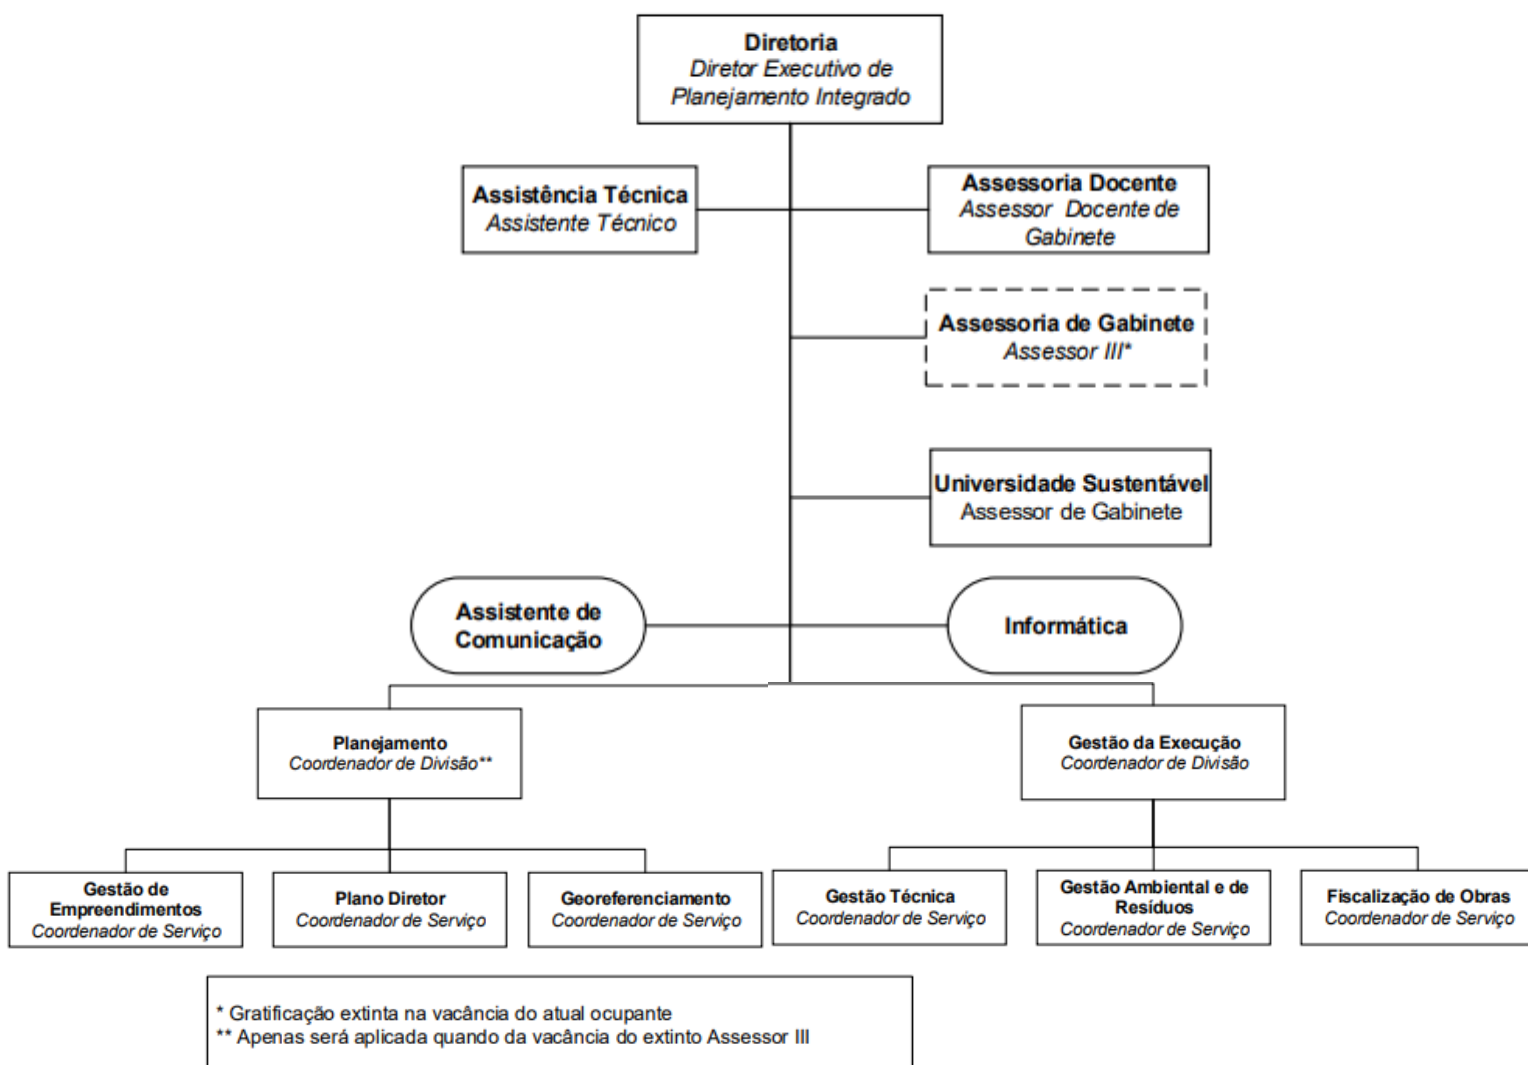 Diretoria
Diretor Executivo de
Planejamento Integrado
Assistência Técnica
Assistente Técnico
Assessoria Docente
Assessor Docente de
Gabinete
Assessoria de Gabinete
Assessor III*
Universidade Sustentável
Assessor de Gabinete
Assistente de
Comunicação
Informática
Planejamento
Coordenador de Divisão**
Gestão da Execução
Coordenador de Divisão
Gestão de
Empreendimentos
Coordenador de Serviço
Plano Diretor
Coordenador de Serviço
Georeferenciamento
Coordenador de Serviço
Gestão Técnica
Coordenador de Serviço
Gestão Ambiental e de
Resíduos
Coordenador de Serviço
Fiscalização de Obras
Coordenador de Serviço
* Gratificação extinta na vacância do atual ocupante
** Apenas será aplicada quando da vacância do extinto Assessor III